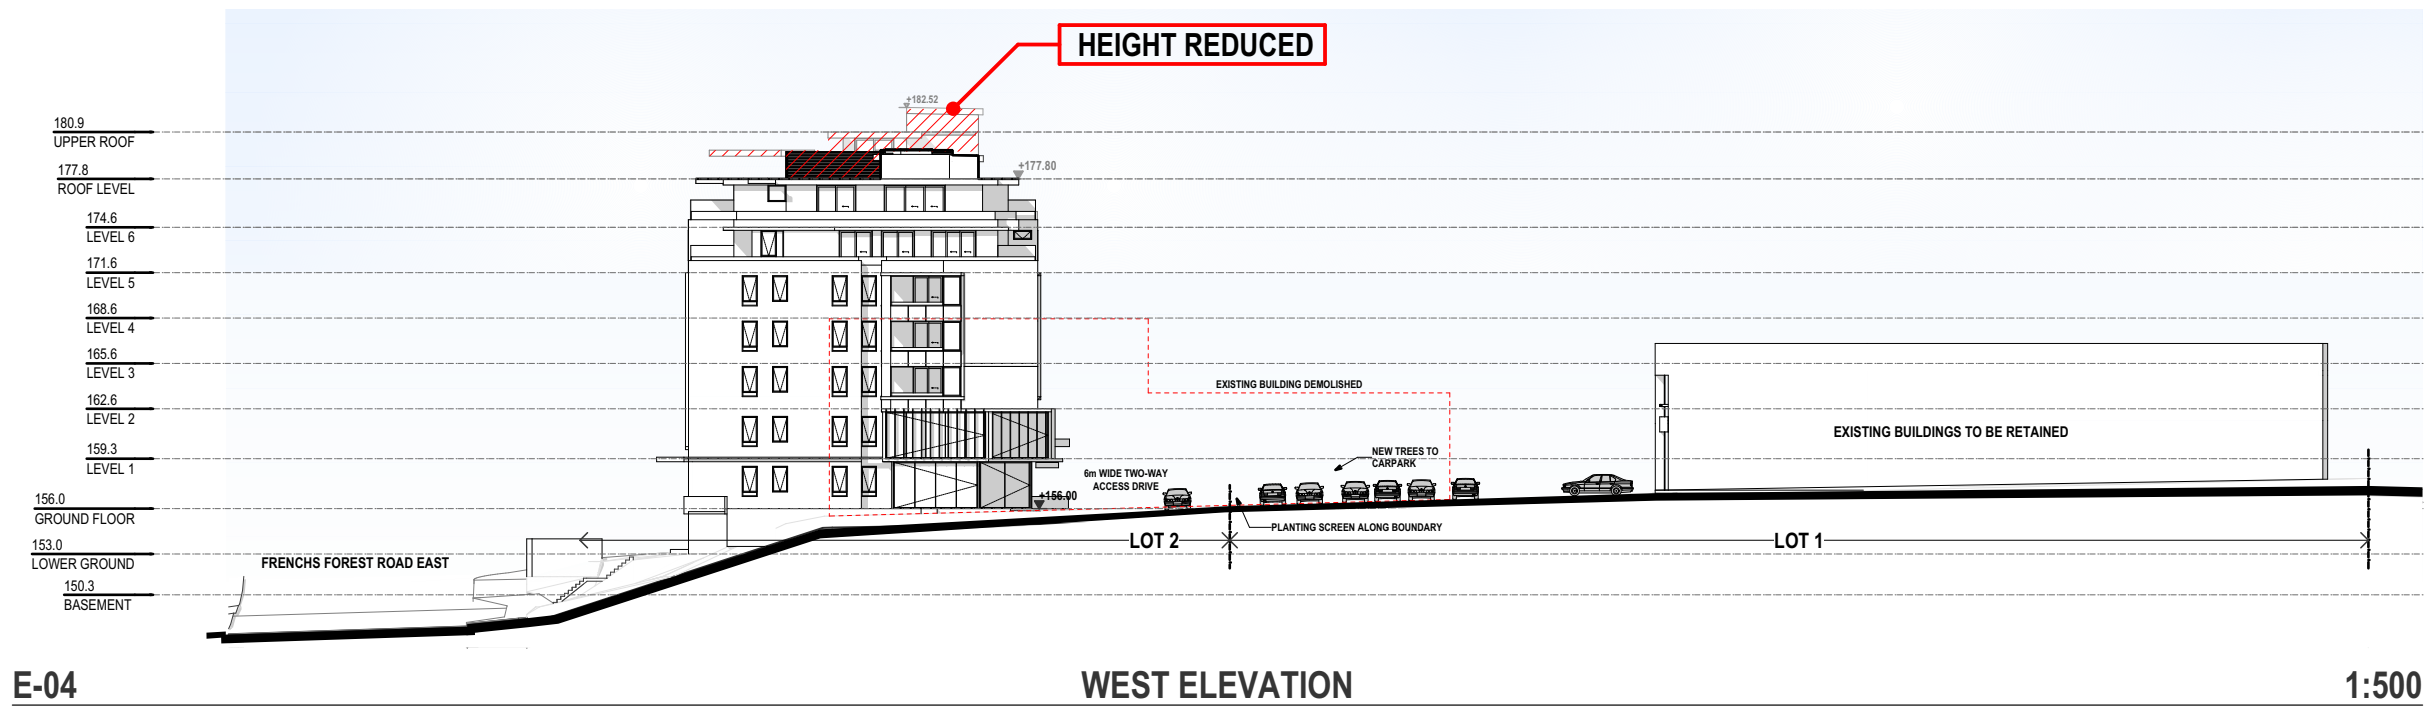 HEIGHT REDUCED
+182.52
180.9
UPPER ROOF
+177.80
177.8
ROOF LEVEL
174.6
LEVEL 6
171.6
LEVEL 5
168.6
LEVEL 4
165.6
LEVEL 3
EXISTING BUILDING DEMOLISHED
162.6
LEVEL 2
EXISTING BUILDINGS TO BE RETAINED
159.3
LEVEL 1
NEW TREES TO
CARPARK
6m WIDE TWO-WAY
ACCESS DRIVE
+156.00
156.0
GROUND FLOOR
PLANTING SCREEN ALONG BOUNDARY
LOT 2
LOT 1
153.0
LOWER GROUND
FRENCHS FOREST ROAD EAST
150.3
BASEMENT
E-04
WEST ELEVATION
1:500